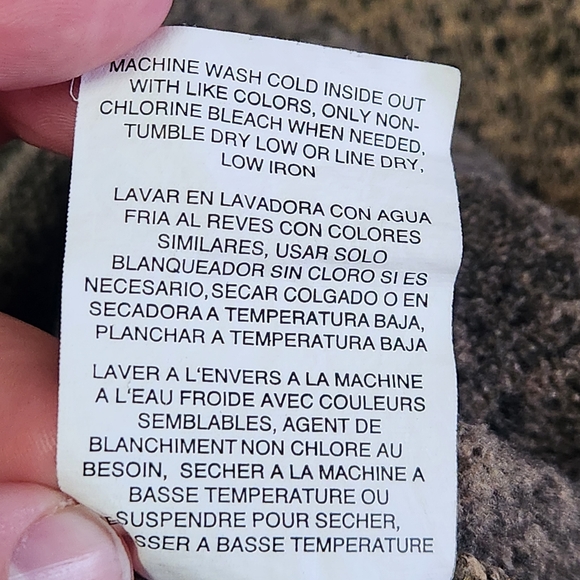 MACHINE WASH COLD INSIDE OUT
WITH LIKE COLORS, ONLY NON-
CHLORINE BLEACH WHEN NEEDED,
TUMBLE DRY LOW OR LINE DRY,
LOW IRON
LAVAR EN LAVADORA CON AGUA
FRIA AL REVES CON COLORES
SIMILARES, USAR SOLO
BLANQUEADOR SIN CLORO SI ES
NECESARIO, SECAR COLGADO O EN
SECADORA A TEMPERATURA BAJA,
PLANCHAR A TEMPERATURA BAJA
LAVER A L'ENVERS A LA MACHINE
A L'EAU FROIDE AVEC COULEURS
SEMBLABLES, AGENT DE
BLANCHIMENT NON CHLORE AU
BESOIN, SECHER A LA MACHINE A
BASSE TEMPERATURE OU
SUSPENDRE POUR SECHER,
A BASSE TEMPERATURE